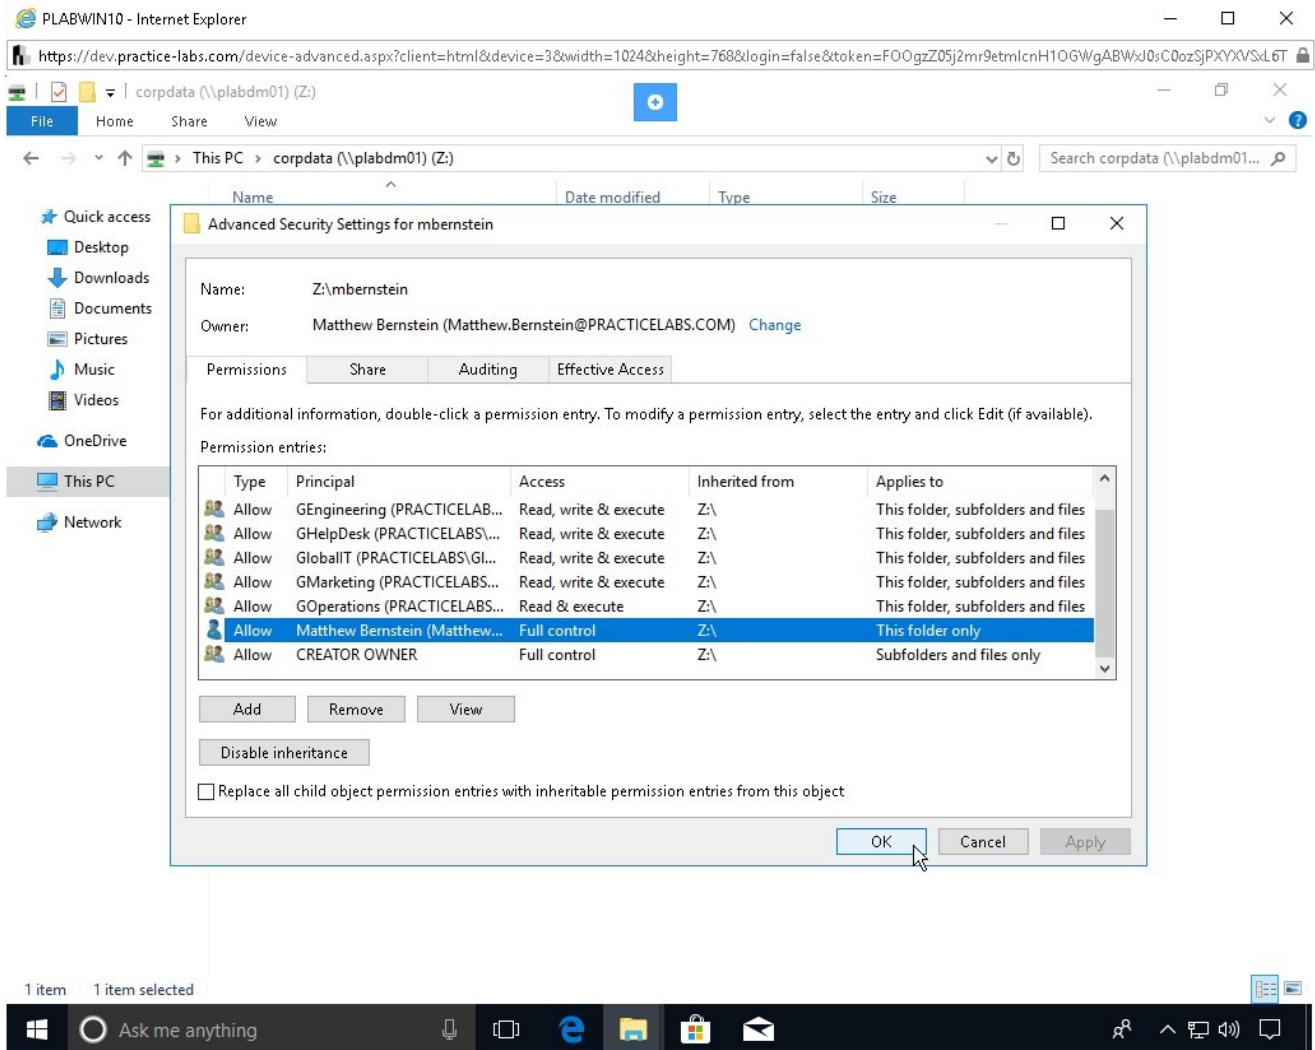 PLABWIN10 - Internet Explorer
https://dev.practice-labs.com/device-advanced.aspx?client=html&device=3&width=1024&height=768&login=false&token=FOOgzZ05j2mr9etmlcnH1OGWgABWxJ0sC0ozSjPXYXVSxL6T
corpdata (\\plabdm01) (Z:)
File Home Share View
This PC > corpdata (\\plabdm01) (Z:)
Search corpdata (\\plabdm01...
Name Date modified Type Size
Quick access
Desktop
Downloads
Documents
Pictures
Music
Videos
OneDrive
This PC
Network
Advanced Security Settings for mbernstein
Name: Z:\mbernstein
Owner: Matthew Bernstein (Matthew.Bernstein@PRACTICELABS.COM) Change
Permissions Share Auditing Effective Access
For additional information, double-click a permission entry. To modify a permission entry, select the entry and click Edit (if available).
Permission entries:
Type Principal Access Inherited from Applies to
Allow GEngineering (PRACTICELAB... Read, write & execute Z:\ This folder, subfolders and files
Allow GHelpDesk (PRACTICELABS\... Read, write & execute Z:\ This folder, subfolders and files
Allow GlobalIT (PRACTICELABS\Gl... Read, write & execute Z:\ This folder, subfolders and files
Allow GMarketing (PRACTICELABS... Read, write & execute Z:\ This folder, subfolders and files
Allow GOperations (PRACTICELABS... Read & execute Z:\ This folder, subfolders and files
Allow Matthew Bernstein (Matthew... Full control Z:\ This folder only
Allow CREATOR OWNER Full control Z:\ Subfolders and files only
Add Remove View
Disable inheritance
Replace all child object permission entries with inheritable permission entries from this object
OK Cancel Apply
1 item 1 item selected
Ask me anything